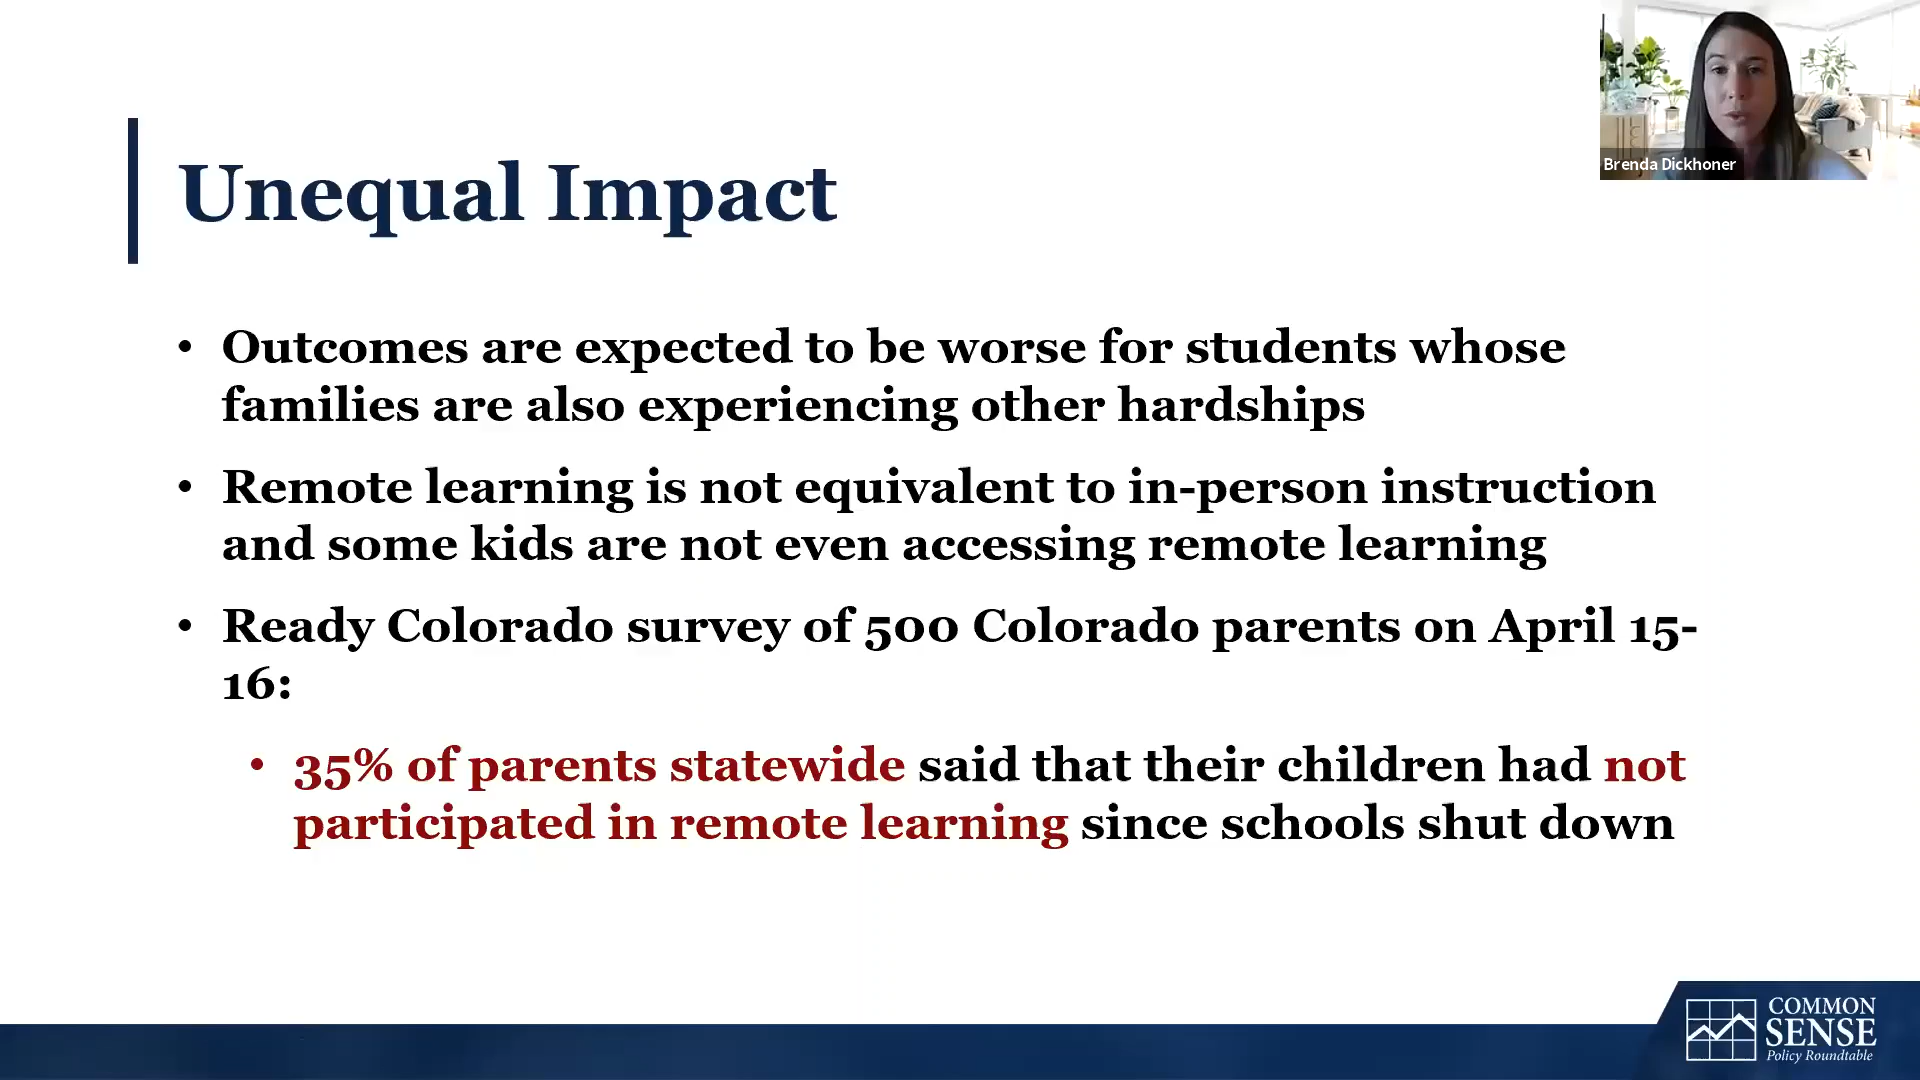 Brenda Dickhoner
Unequal Impact
• Outcomes are expected to be worse for students whose
families are also experiencing other hardships
• Remote learning is not equivalent to in-person instruction
and some kids are not even accessing remote learning
• Ready Colorado survey of 500 Colorado parents on April 15-
16:
• 35% of parents statewide said that their children had not
participated in remote learning since schools shut down
COMMON
SENSE
Policy Roundtable